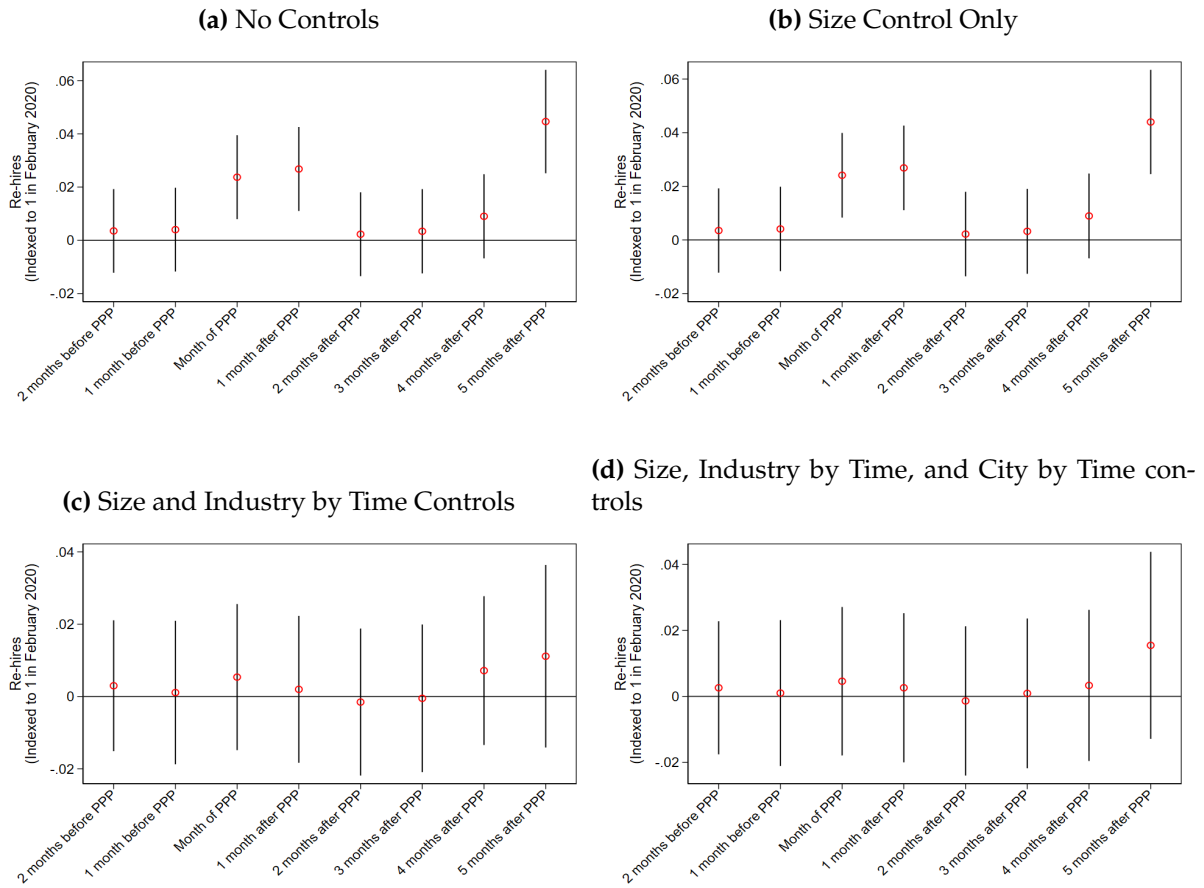 (a) No Controls
Re-hires
(Indexed to 1 in February 2020)
.06
.04
.02
0
-.02
2 months before PPP
1 month before PPP
Month of PPP
1 month after PPP
2 months after PPP
3 months after PPP
4 months after PPP
5 months after PPP
(b) Size Control Only
Re-hires
(Indexed to 1 in February 2020)
.06
.04
.02
0
-.02
2 months before PPP
1 month before PPP
Month of PPP
1 month after PPP
2 months after PPP
3 months after PPP
4 months after PPP
5 months after PPP
(c) Size and Industry by Time Controls
Re-hires
(Indexed to 1 in February 2020)
.04
.02
0
-.02
2 months before PPP
1 month before PPP
Month of PPP
1 month after PPP
2 months after PPP
3 months after PPP
4 months after PPP
5 months after PPP
(d) Size, Industry by Time, and City by Time con-
trols
Re-hires
(Indexed to 1 in February 2020)
.04
.02
0
-.02
2 months before PPP
1 month before PPP
Month of PPP
1 month after PPP
2 months after PPP
3 months after PPP
4 months after PPP
5 months after PPP